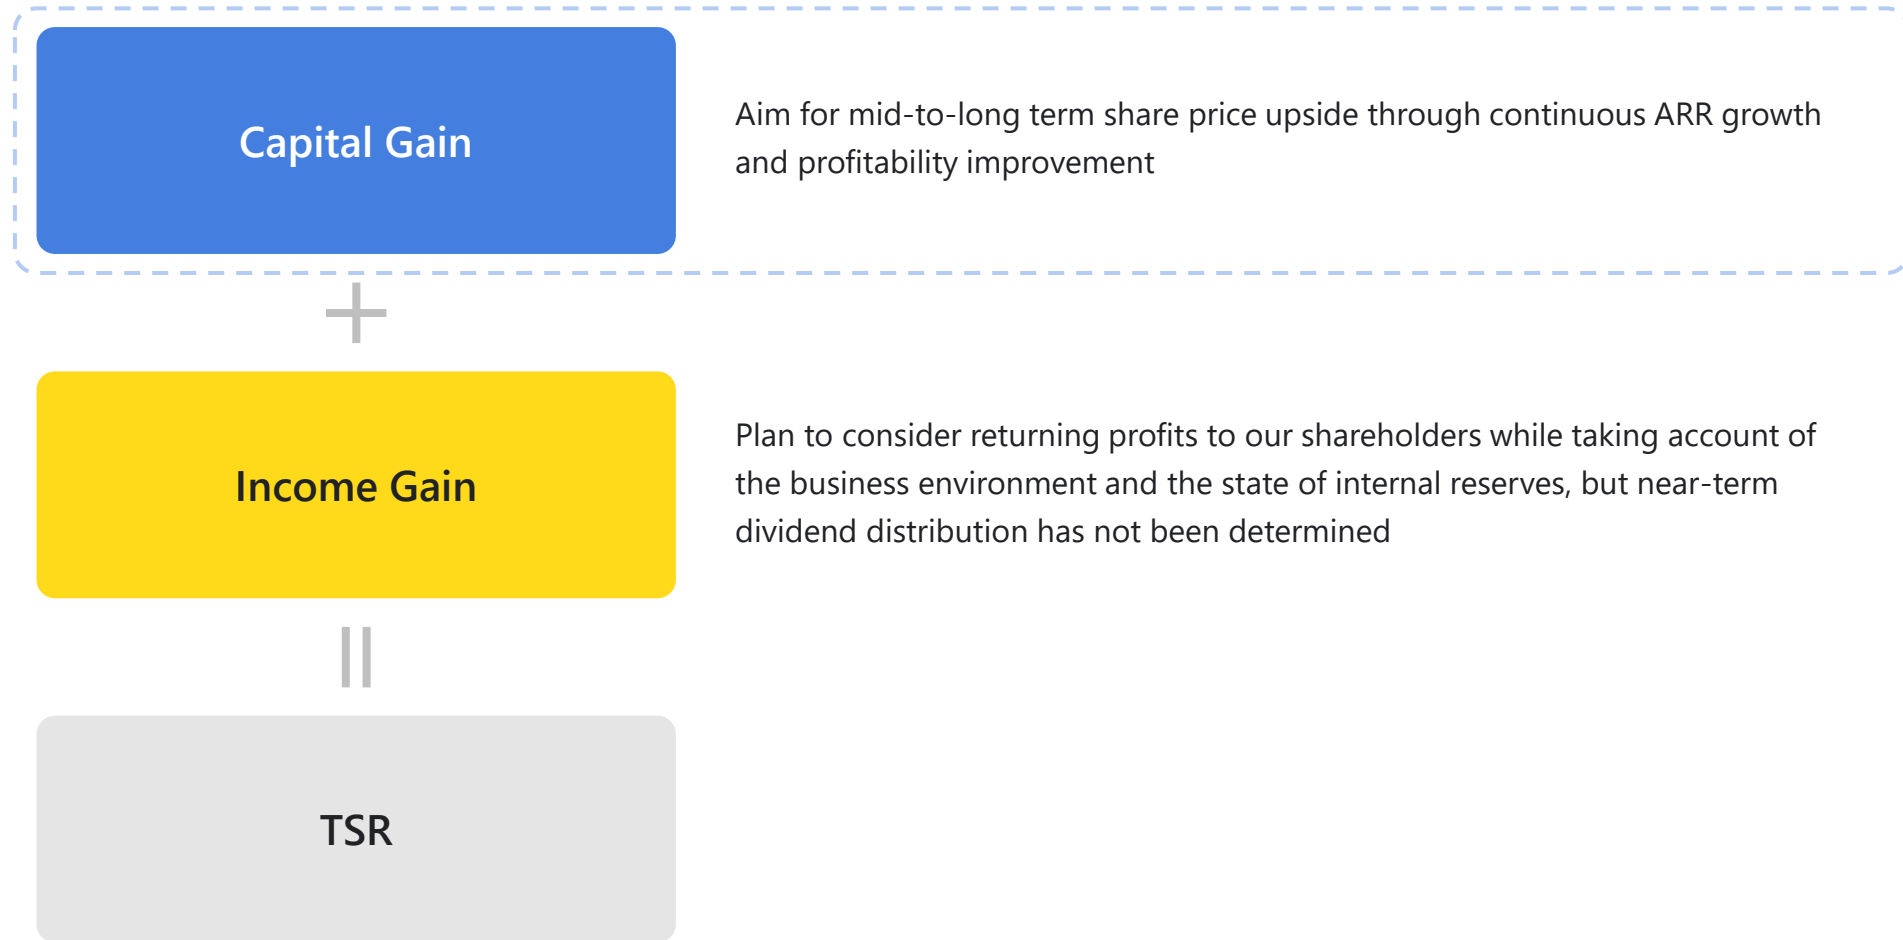 Capital Gain
Aim for mid-to-long term share price upside through continuous ARR growth
and profitability improvement
Income Gain
Plan to consider returning profits to our shareholders while taking account of
the business environment and the state of internal reserves, but near-term
dividend distribution has not been determined
TSR